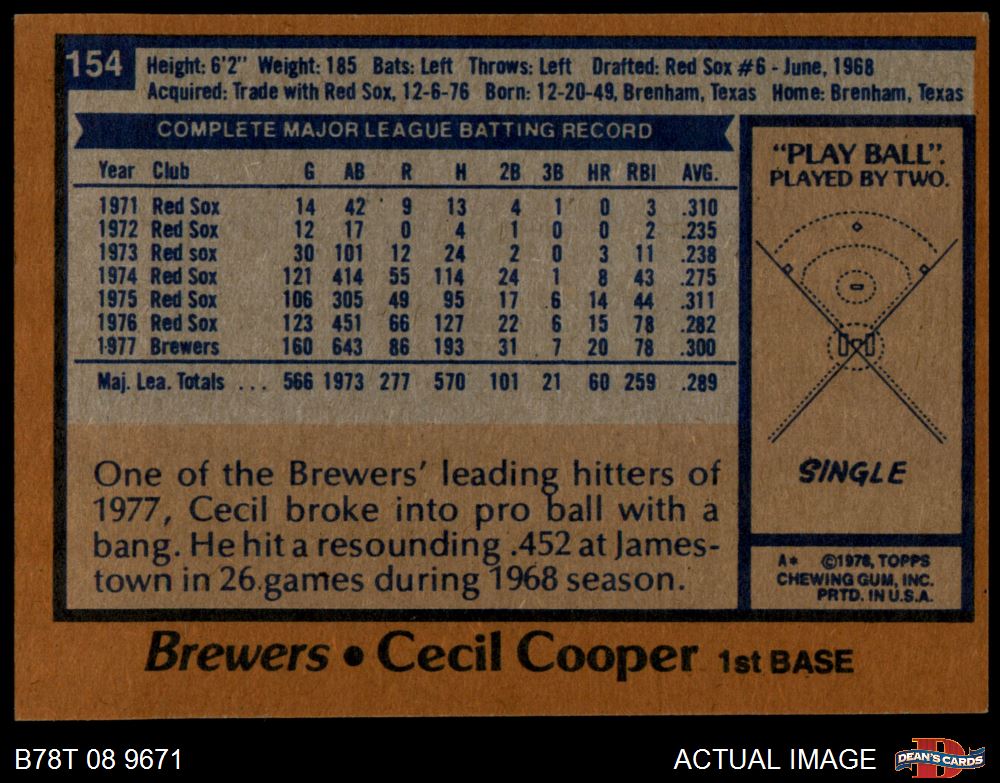 154
Height: 6'2" Weight: 185 Bats: Left Throws: Left Drafted: Red Sox #6 - June, 1968
Acquired: Trade with Red Sox, 12-6-76 Born: 12-20-49, Brenham, Texas Home: Brenham, Texas
COMPLETE MAJOR LEAGUE BATTING RECORD
Year Club G AB R H 2B 3B HR RBI AVG.
1971 Red Sox 14 42 9 13 4 1 0 3 .310
1972 Red Sox 12 17 0 4 1 0 0 2 .235
1973 Red sox 30 101 12 24 2 0 3 11 .238
1974 Red Sox 121 414 55 114 24 1 8 43 .275
1975 Red Sox 106 305 49 95 17 6 14 44 .311
1976 Red Sox 123 451 66 127 22 6 15 78 .282
1977 Brewers 160 643 86 193 31 7 20 78 .300
Maj. Lea. Totals ... 566 1973 277 570 101 21 60 259 .289
One of the Brewers' leading hitters of
1977, Cecil broke into pro ball with a
bang. He hit a resounding .452 at James-
town in 26 games during 1968 season.
"PLAY BALL".
PLAYED BY TWO.
SINGLE
A* ©1978, TOPPS
CHEWING GUM, INC.
PRTD. IN U.S.A.
Brewers • Cecil Cooper 1st BASE
B78T 08 9671
ACTUAL IMAGE
DEAN'S CARDS